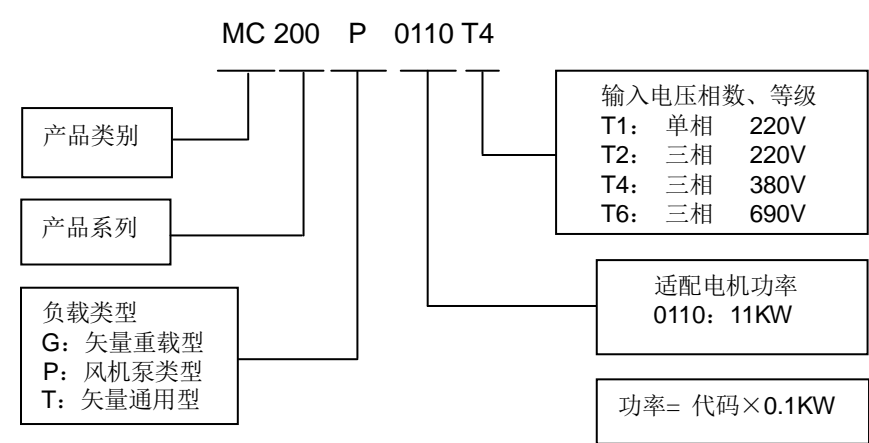 MC 200 P 0110 T4
产品类别
产品系列
负载类型
G：矢量重载型
P：风机泵类型
T：矢量通用型
输入电压相数、等级
T1： 单相 220V
T2： 三相 220V
T4： 三相 380V
T6： 三相 690V
适配电机功率
0110：11KW
功率= 代码×0.1KW